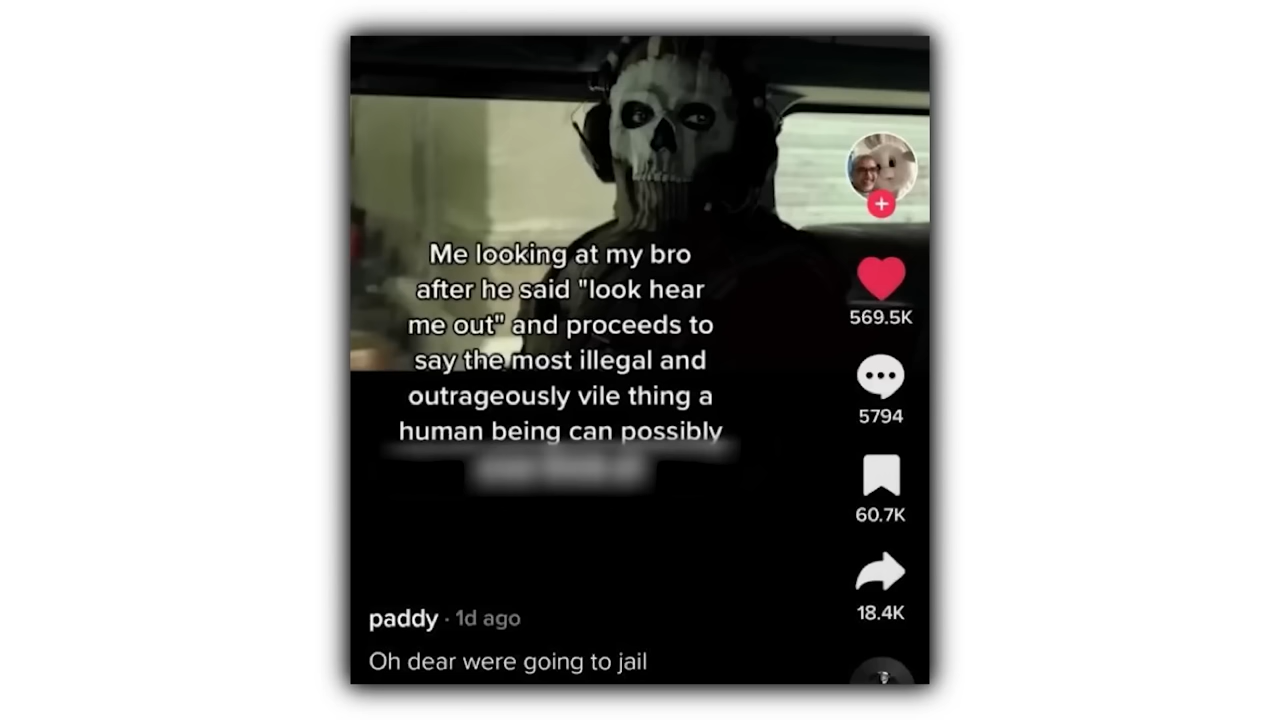 Me looking at my bro
after he said "look hear
me out" and proceeds to
say the most illegal and
outrageously vile thing a
human being can possibly
569.5K
5794
60.7K
18.4K
paddy · 1d ago
Oh dear were going to jail